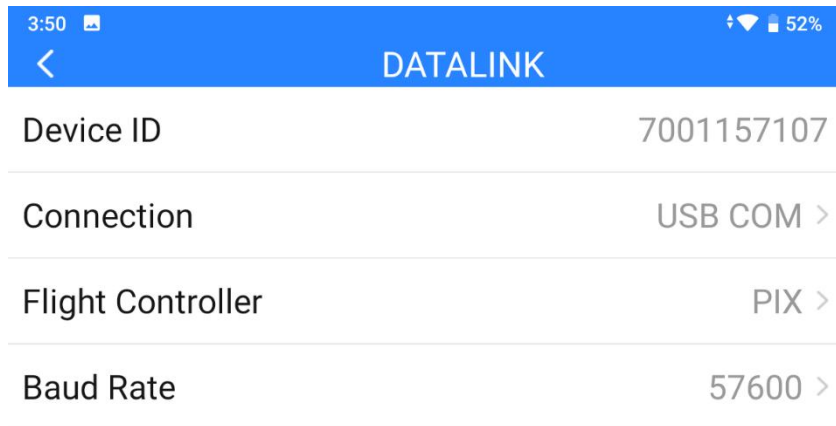 3:50 52%
DATALINK
Device ID 7001157107
Connection USB COM
Flight Controller PIX
Baud Rate 57600